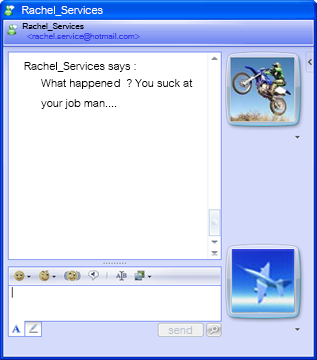 Rachel_Services
Rachel_Services
<rachel.service@hotmail.com>
Rachel_Services says :
What happened ? You suck at
your job man....
A
send